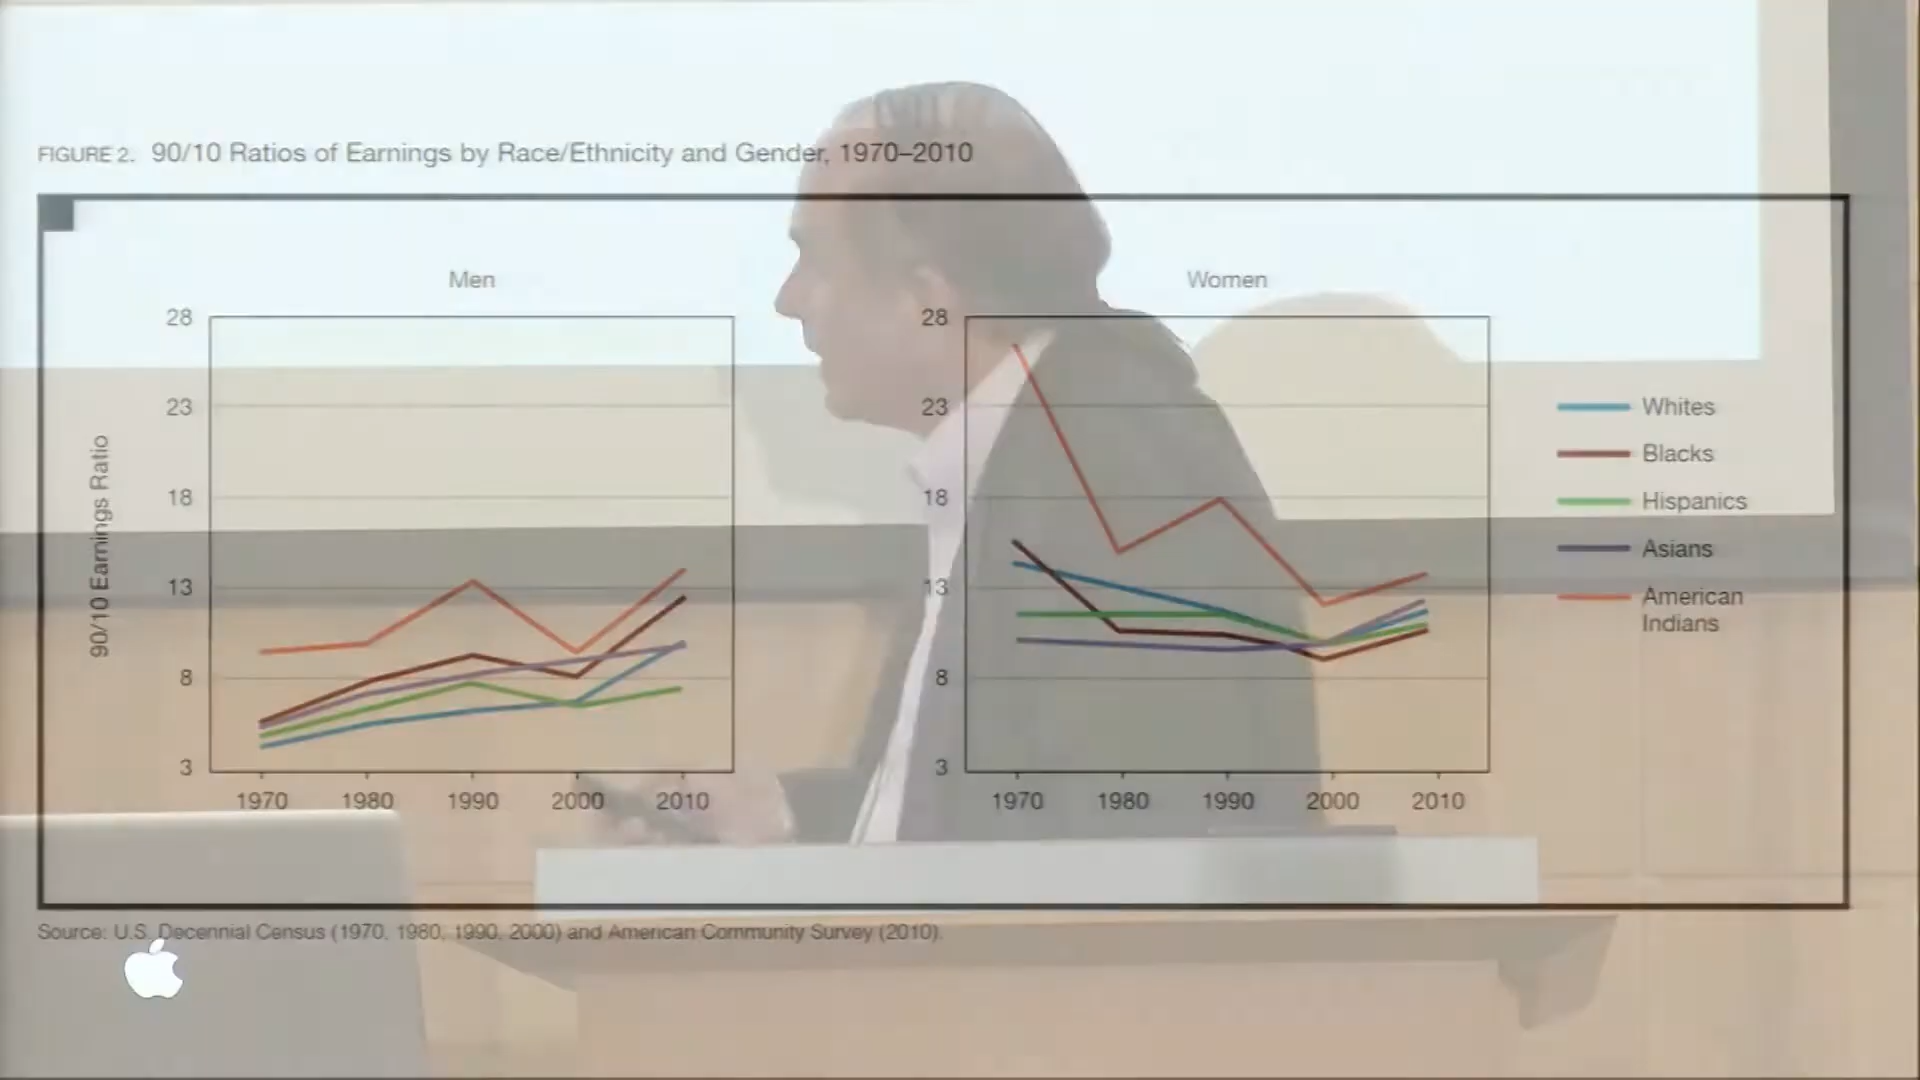 FIGURE 2. 90/10 Ratios of Earnings by Race/Ethnicity and Gender, 1970–2010
Men
28
23
18
13
8
3
90/10 Earnings Ratio
1970 1980 1990 2000 2010
Women
28
23
18
13
8
3
1970 1980 1990 2000 2010
Whites
Blacks
Hispanics
Asians
American
Indians
Source: U.S. Decennial Census (1970, 1980, 1990, 2000) and American Community Survey (2010).